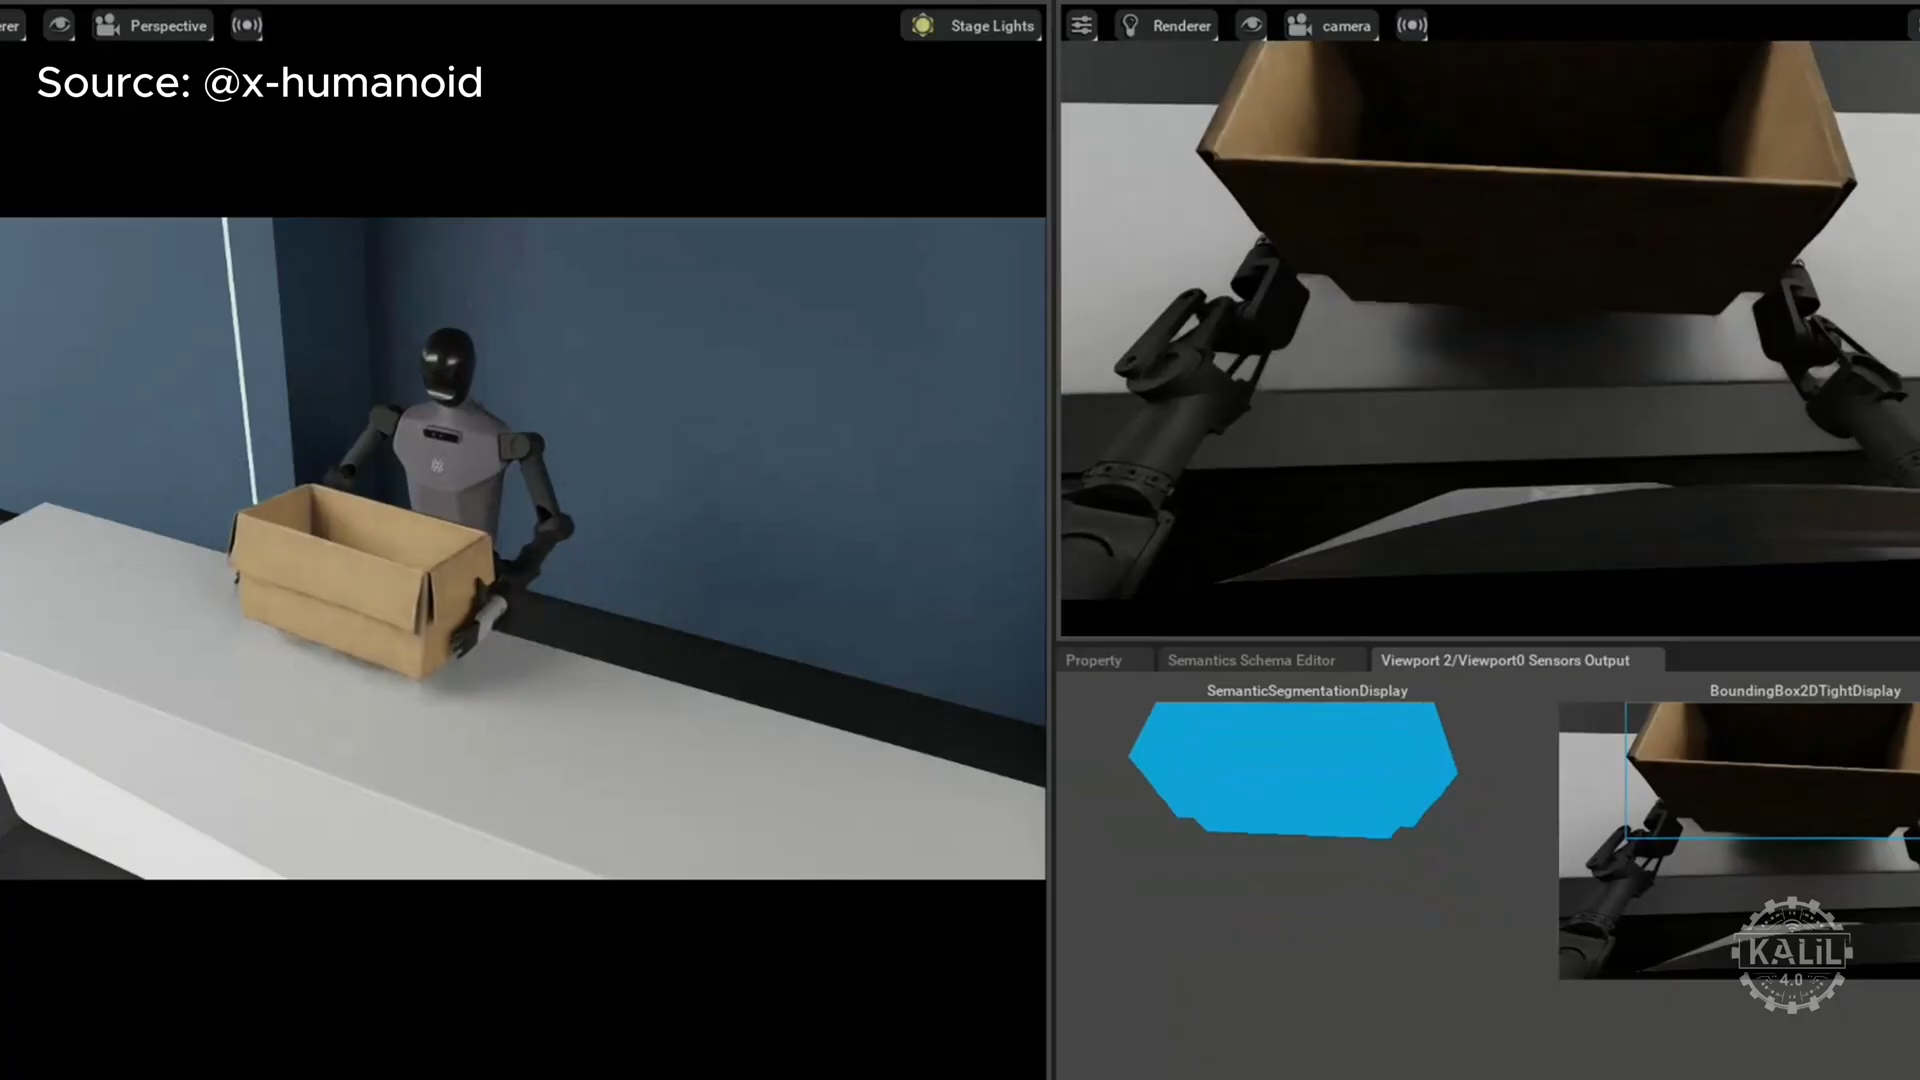 rer
Perspective
Stage Lights
Source: @x-humanoid
Renderer
camera
Property
Semantics Schema Editor
Viewport 2/Viewport0 Sensors Output
SemanticSegmentationDisplay
BoundingBox2DTightDisplay
KALiL
4.0